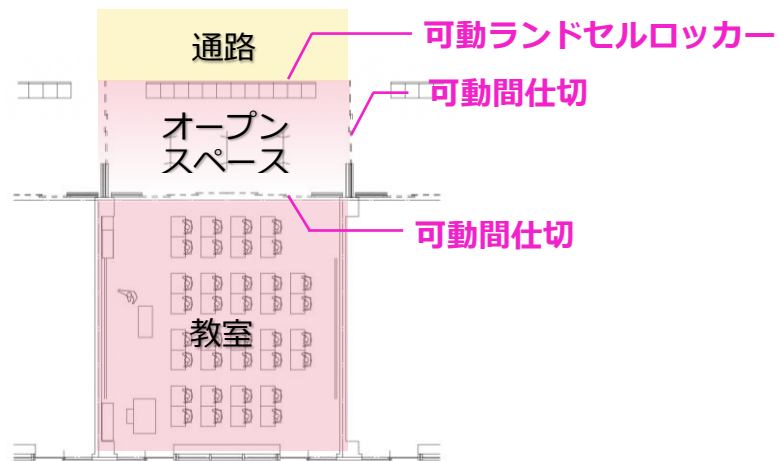 通路
可動ランドセルロッカー
可動間仕切
オープン
スペース
可動間仕切
教室